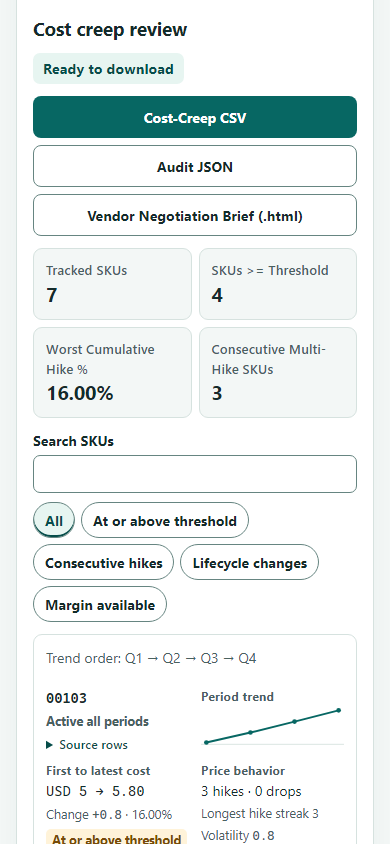 Cost creep review
Ready to download
Cost-Creep CSV
Audit JSON
Vendor Negotiation Brief (.html)
Tracked SKUs
7
SKUs >= Threshold
4
Worst Cumulative
Hike %
16.00%
Consecutive Multi-
Hike SKUs
3
Search SKUs
All
At or above threshold
Consecutive hikes
Lifecycle changes
Margin available
Trend order: Q1 → Q2 → Q3 → Q4
00103
Active all periods
▶ Source rows
Period trend
First to latest cost
USD 5 → 5.80
Change +0.8 · 16.00%
At or above threshold
Price behavior
3 hikes · 0 drops
Longest hike streak 3
Volatility 0.8